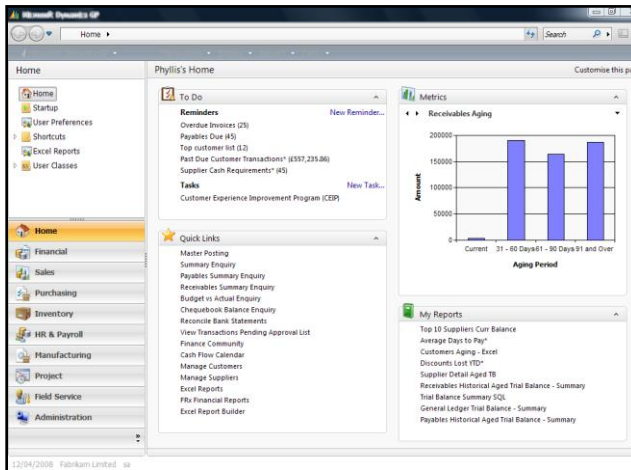 Microsoft Dynamics GP
Home
Search
Home
Phyllis's Home
Customise this pa
Home
Startup
User Preferences
Shortcuts
Excel Reports
User Classes
Home
Financial
Sales
Purchasing
Inventory
HR & Payroll
Manufacturing
Project
Field Service
Administration
To Do
Reminders
New Reminder...
Overdue Invoices (25)
Payables Due (45)
Top customer list (12)
Past Due Customer Transactions* (£557,235.86)
Supplier Cash Requirements* (45)
Tasks
New Task...
Customer Experience Improvement Program (CEIP)
Quick Links
Master Posting
Summary Enquiry
Payables Summary Enquiry
Receivables Summary Enquiry
Budget vs Actual Enquiry
Chequebook Balance Enquiry
Reconcile Bank Statements
View Transactions Pending Approval List
Finance Community
Cash Flow Calendar
Manage Customers
Manage Suppliers
Excel Reports
FRx Financial Reports
Excel Report Builder
Metrics
Receivables Aging
Amount
200000
150000
100000
50000
0
Current 31 - 60 Days 61 - 90 Days 91 and Over
Aging Period
My Reports
Top 10 Suppliers Curr Balance
Average Days to Pay*
Customers Aging - Excel
Discounts Lost YTD*
Supplier Detail Aged TB
Receivables Historical Aged Trial Balance - Summary
Trial Balance Summary SQL
General Ledger Trial Balance - Summary
Payables Historical Aged Trial Balance - Summary
12/04/2008 Fabrikam Limited sa